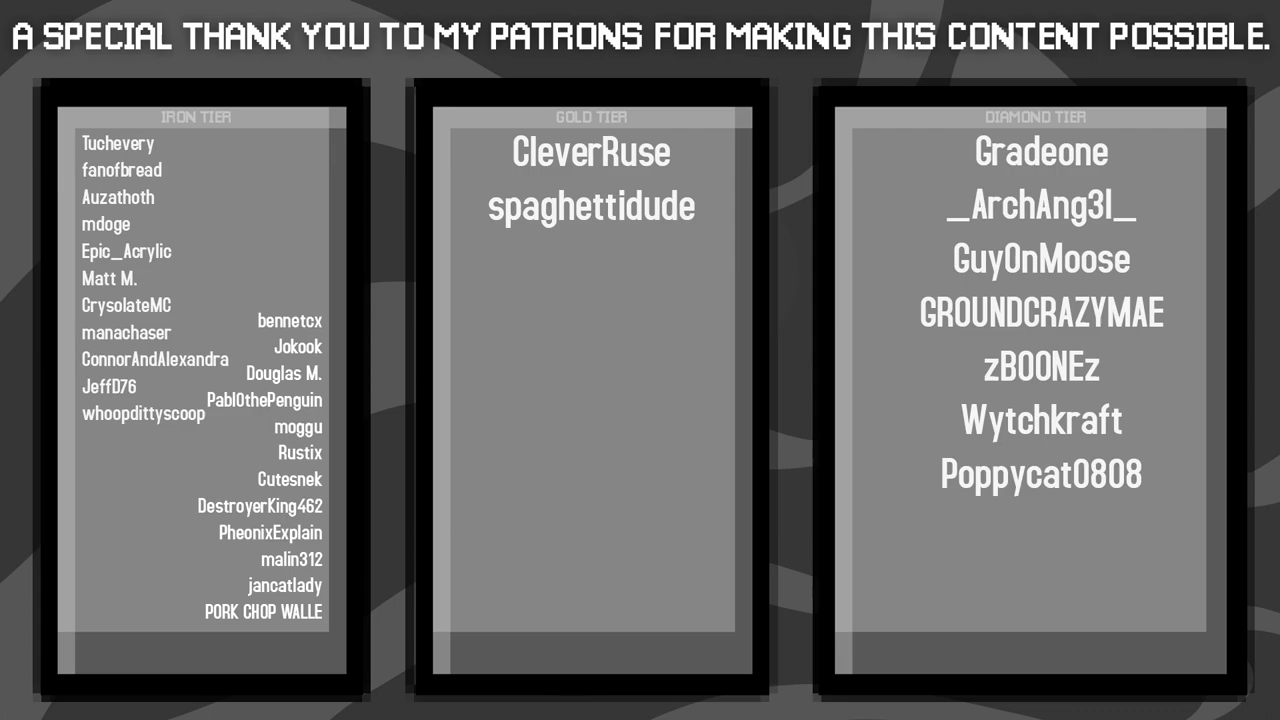 A SPECIAL THANK YOU TO MY PATRONS FOR MAKING THIS CONTENT POSSIBLE.
IRON TIER
Tuchevery
fanofbread
Auzathoth
mdoge
Epic_Acrylic
Matt M.
CrysolateMC
manachaser
ConnorAndAlexandra
JeffD76
whoopdittyscoop
bennetcx
Jokook
Douglas M.
Pabl0thePenguin
moggu
Rustix
Cutesnek
DestroyerKing462
PheonixExplain
malin312
jancatlady
PORK CHOP WALLE
GOLD TIER
CleverRuse
spaghettidude
DIAMOND TIER
Gradeone
_ArchAng3l_
GuyOnMoose
GROUNDCRAZYMAE
zBOONEz
Wytchkraft
Poppycat0808